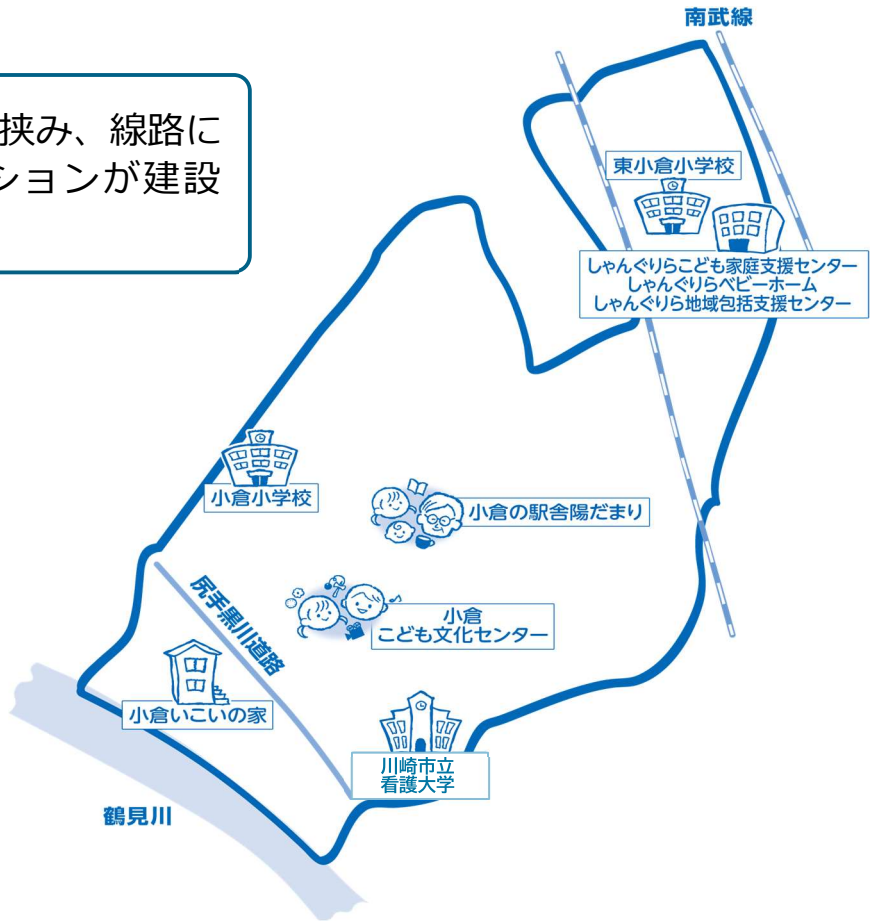 南武線
挟み、線路に
ションが建設
東小倉小学校
しゃんぐりらこども家庭支援センター
しゃんぐりらベビーホーム
しゃんぐりら地域包括支援センター
小倉小学校
小倉の駅舎陽だまり
尻手黒川道路
小倉
こども文化センター
小倉いこいの家
川崎市立
看護大学
鶴見川